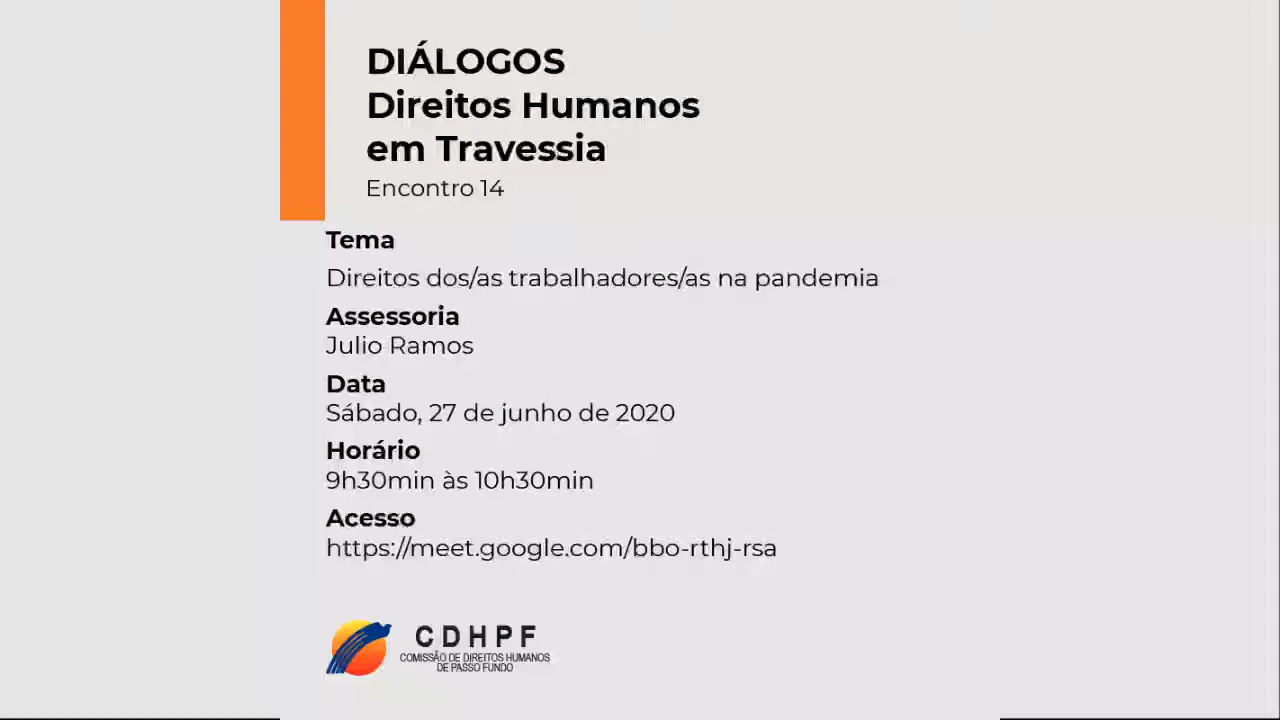 DIÁLOGOS
Direitos Humanos
em Travessia
Encontro 14
Tema
Direitos dos/as trabalhadores/as na pandemia
Assessoria
Julio Ramos
Data
Sábado, 27 de junho de 2020
Horário
9h30min às 10h30min
Acesso
https://meet.google.com/bbo-rthj-rsa
CDHPF
COMISSÃO DE DIREITOS HUMANOS
DE PASSO FUNDO